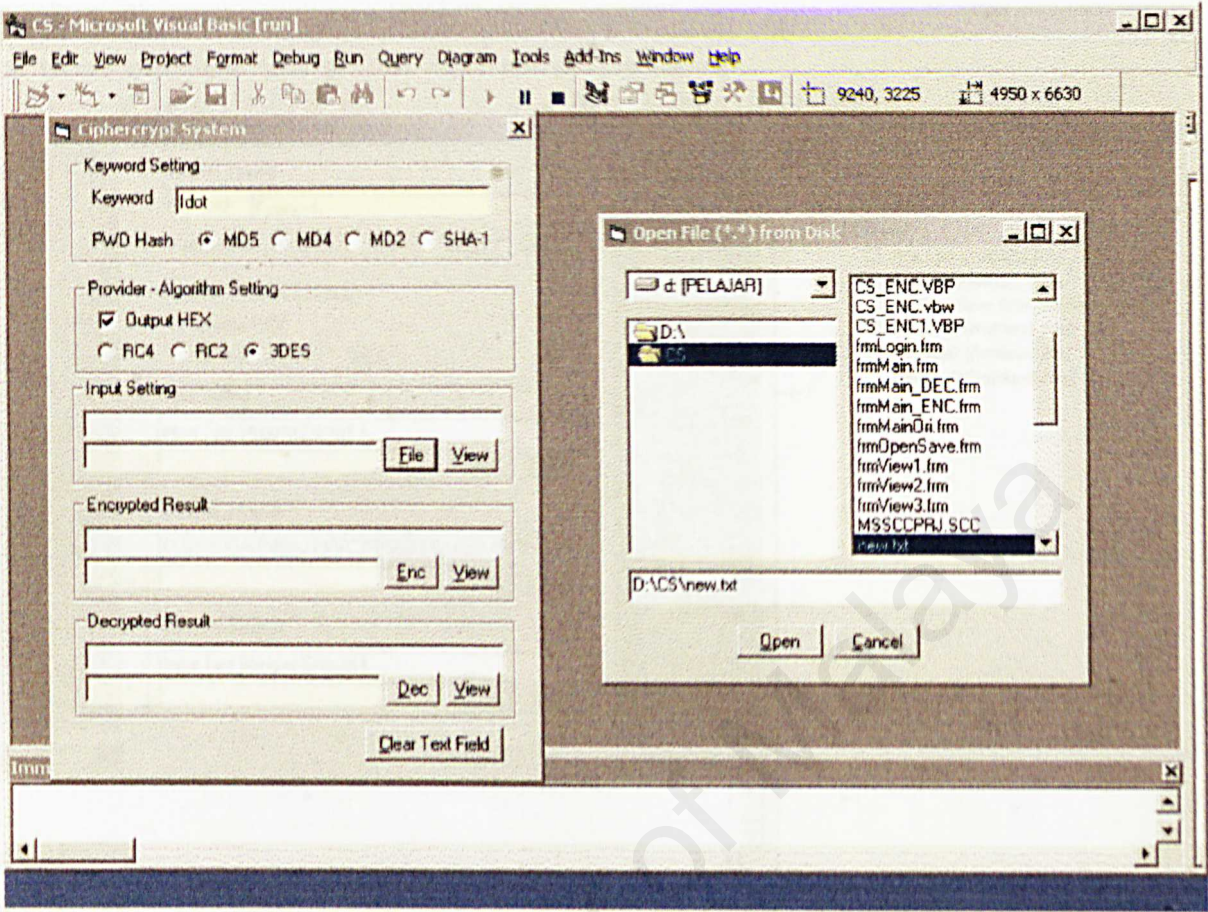 CS - Microsoft Visual Basic [run]
File Edit View Project Format Debug Run Query Diagram Tools Add-Ins Window Help
9240, 3225 4950 x 6630
Ciphercrypt System
Keyword Setting
Keyword
PWD Hash MD5 MD4 MD2 SHA-1
Provider - Algorithm Setting
Output HEX
RC4 RC2 3DES
Input Setting
File View
Encrypted Result
Enc View
Decrypted Result
Dec View
Clear Text Field
Open File (*.*) from Disk
d: [PELAJAR]
D:\
CS
CS_ENC.VBP
CS_ENC.vbw
CS_ENC1.VBP
frmLogin.frm
frmMain.frm
frmMain_DEC.frm
frmMain_ENC.frm
frmMainOri.frm
frmOpenSave.frm
frmView1.frm
frmView2.frm
frmView3.frm
MSSCCPRJ.SCC
new.txt
D:\CS\new.txt
Open Cancel
Imm
of Malaya